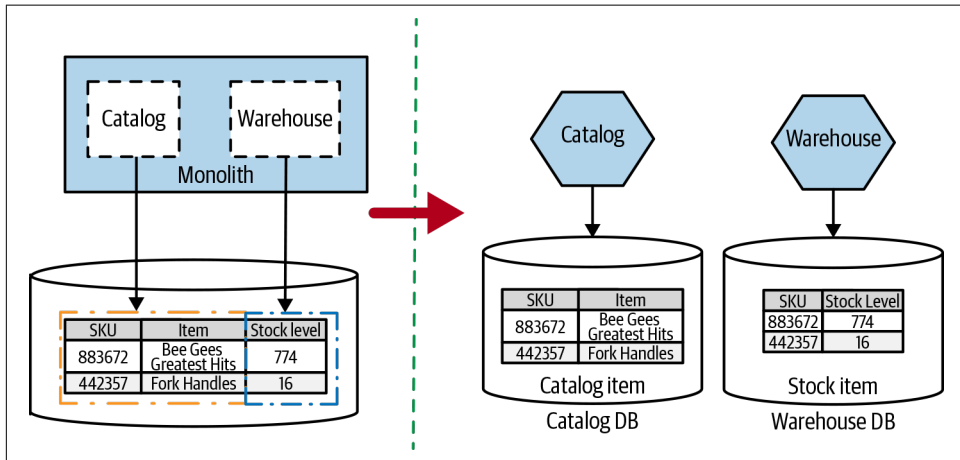 Catalog
Warehouse
Monolith
SKU Item Stock level
883672 Bee Gees Greatest Hits 774
442357 Fork Handles 16
Catalog
Warehouse
SKU Item
883672 Bee Gees Greatest Hits
442357 Fork Handles
Catalog item
Catalog DB
SKU Stock Level
883672 774
442357 16
Stock item
Warehouse DB